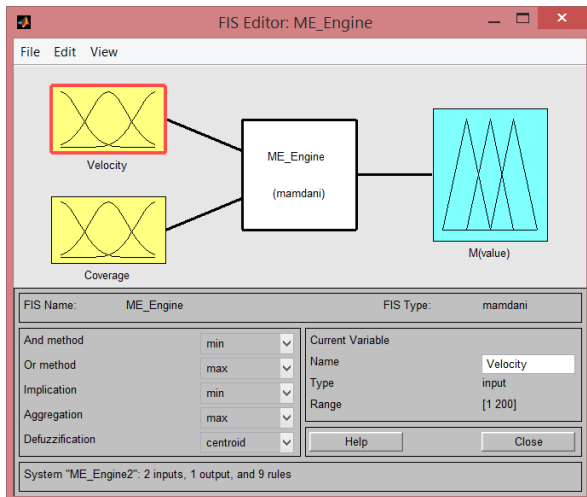 FIS Editor: ME_Engine
File Edit View
Velocity
ME_Engine
(mamdani)
Coverage
M(value)
FIS Name: ME_Engine FIS Type: mamdani
And method min
Or method max
Implication min
Aggregation max
Defuzzification centroid
Current Variable
Name Velocity
Type input
Range [1 200]
Help Close
System "ME_Engine2": 2 inputs, 1 output, and 9 rules